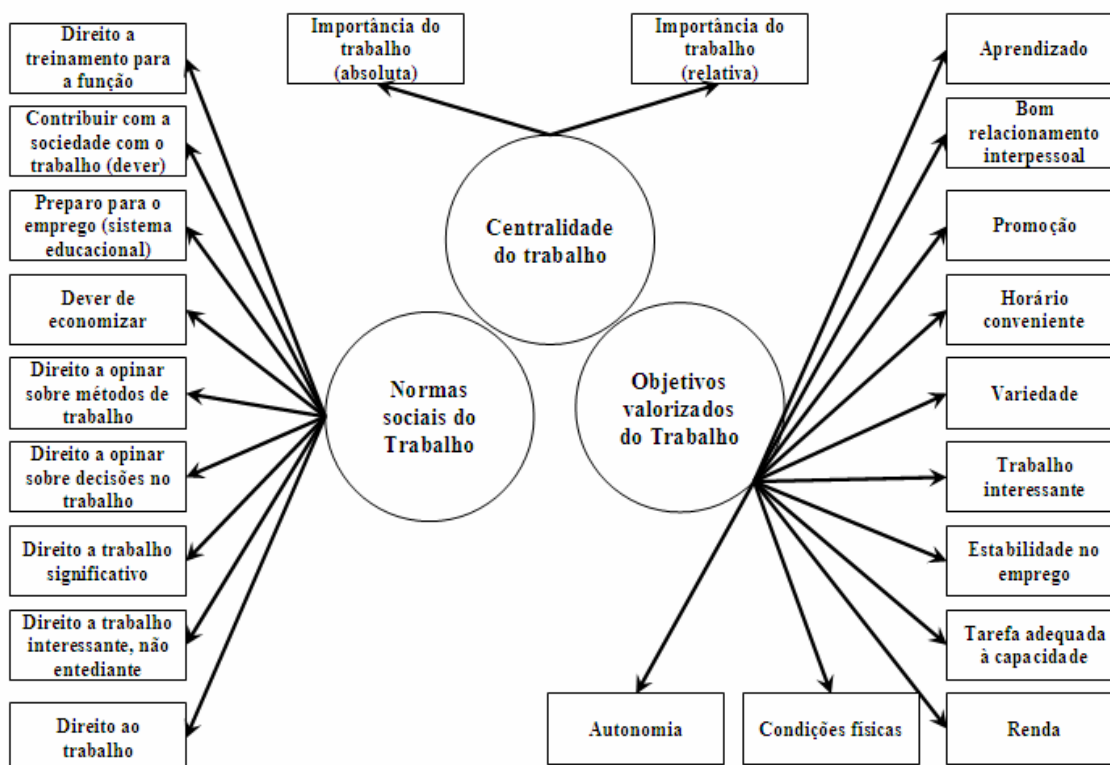 Direito a
treinamento para
a função
Contribuir com a
sociedade com o
trabalho (dever)
Preparo para o
emprego (sistema
educacional)
Dever de
economizar
Direito a opinar
sobre métodos de
trabalho
Direito a opinar
sobre decisões no
trabalho
Direito a trabalho
significativo
Direito a trabalho
interessante, não
entediante
Direito ao
trabalho
Importância do
trabalho
(absoluta)
Importância do
trabalho
(relativa)
Centralidade
do trabalho
Normas
sociais do
Trabalho
Objetivos
valorizados
do Trabalho
Autonomia
Condições físicas
Aprendizado
Bom
relacionamento
interpessoal
Promoção
Horário
conveniente
Variedade
Trabalho
interessante
Estabilidade no
emprego
Tarefa adequada
à capacidade
Renda